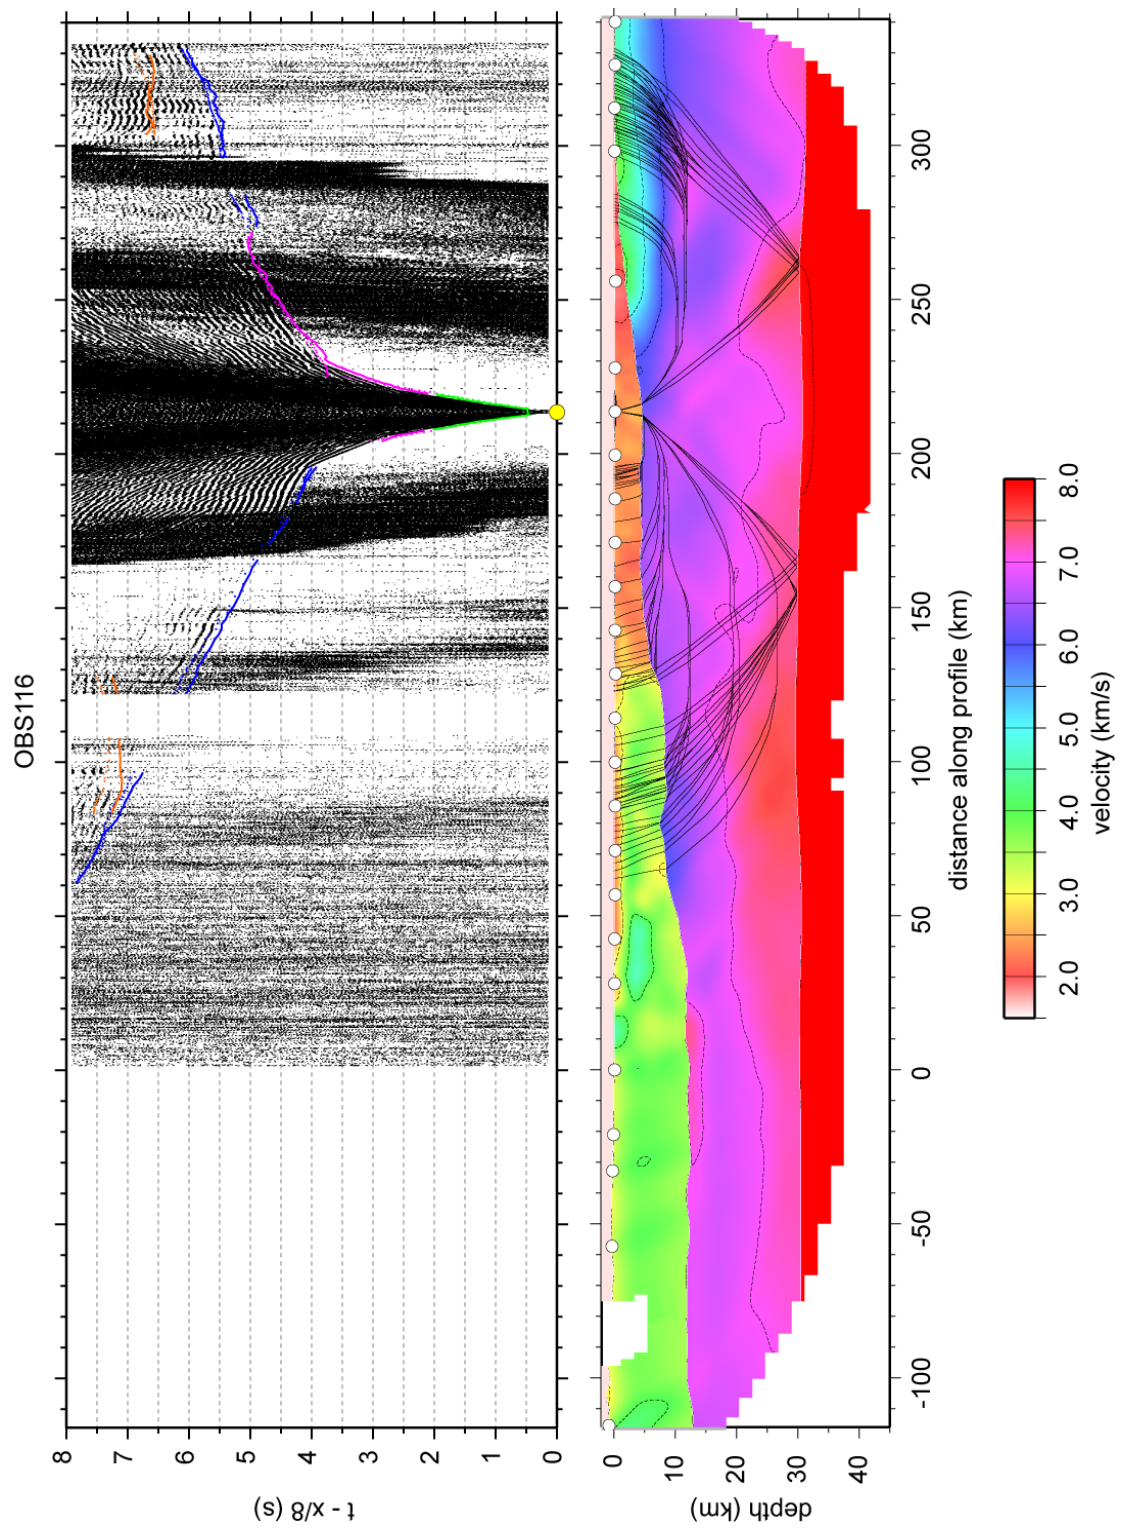 OBS116
8 7 6 5 4 3 2 1 0
t - x/8 (s)
0 10 20 30 40
depth (km)
-100 -50 0 50 100 150 200 250 300
distance along profile (km)
2.0 3.0 4.0 5.0 6.0 7.0 8.0
velocity (km/s)